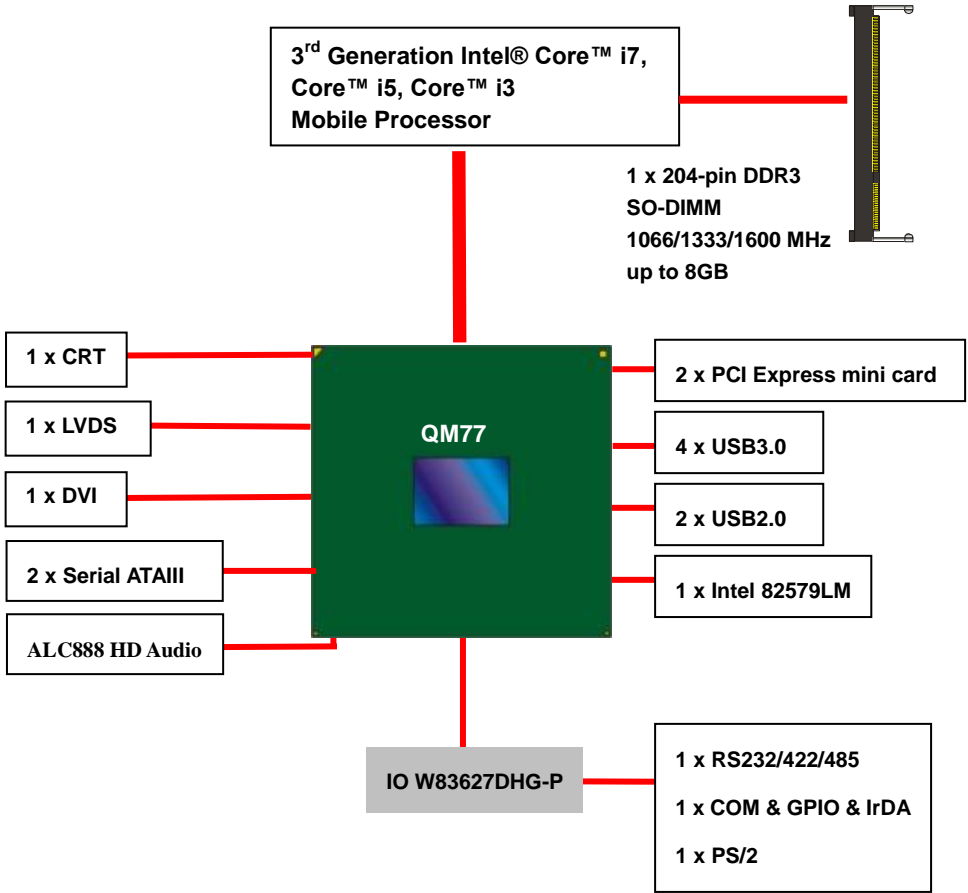 3rd Generation Intel® Core™ i7,
Core™ i5, Core™ i3
Mobile Processor
1 x 204-pin DDR3
SO-DIMM
1066/1333/1600 MHz
up to 8GB
1 x CRT
1 x LVDS
1 x DVI
2 x Serial ATAIII
ALC888 HD Audio
QM77
2 x PCI Express mini card
4 x USB3.0
2 x USB2.0
1 x Intel 82579LM
IO W83627DHG-P
1 x RS232/422/485
1 x COM & GPIO & IrDA
1 x PS/2